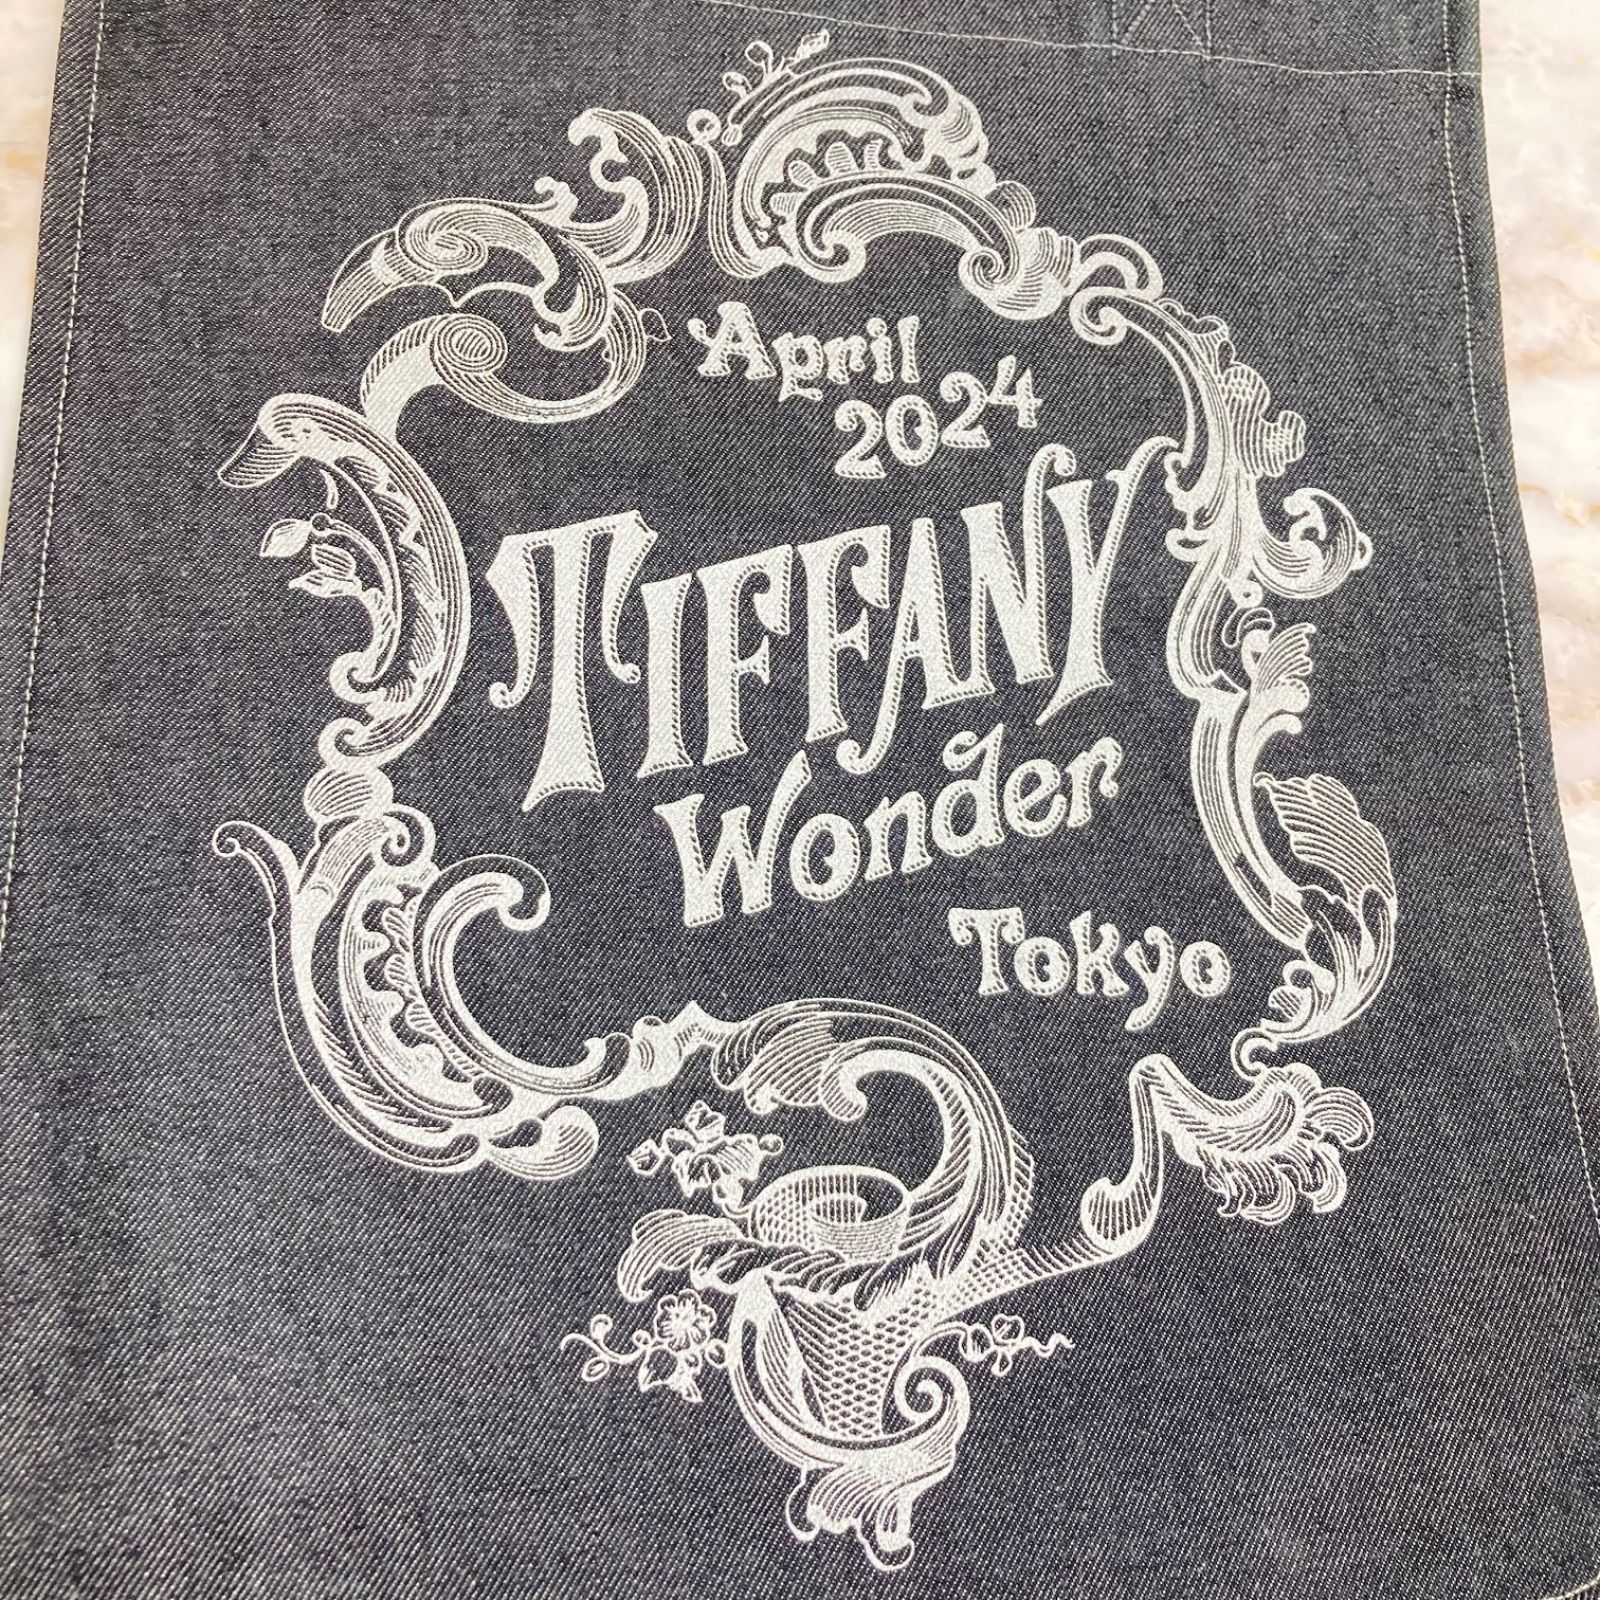 April
2024
TIFFANY
Wonder
Tokyo